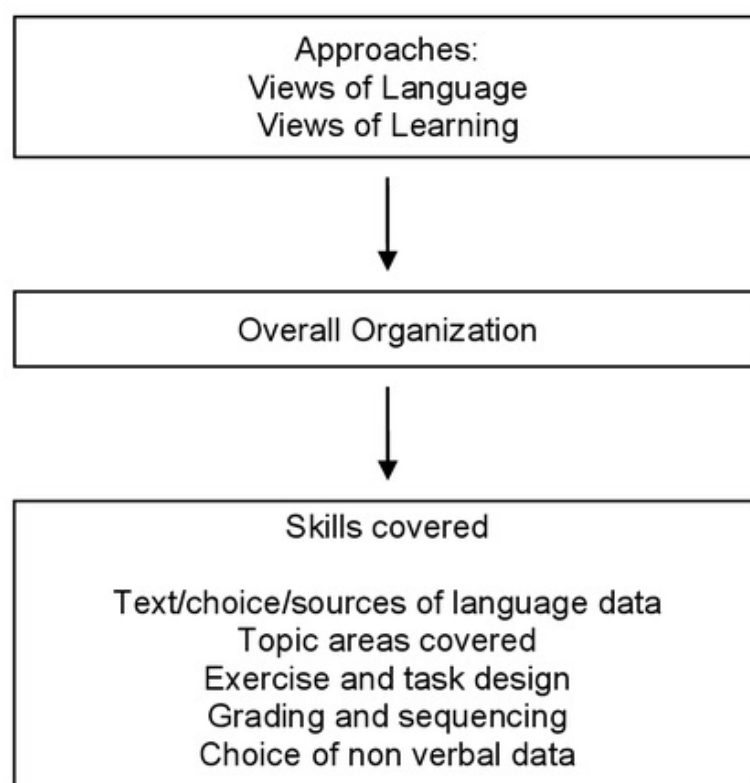 Approaches:
Views of Language
Views of Learning
Overall Organization
Skills covered
Text/choice/sources of language data
Topic areas covered
Exercise and task design
Grading and sequencing
Choice of non verbal data